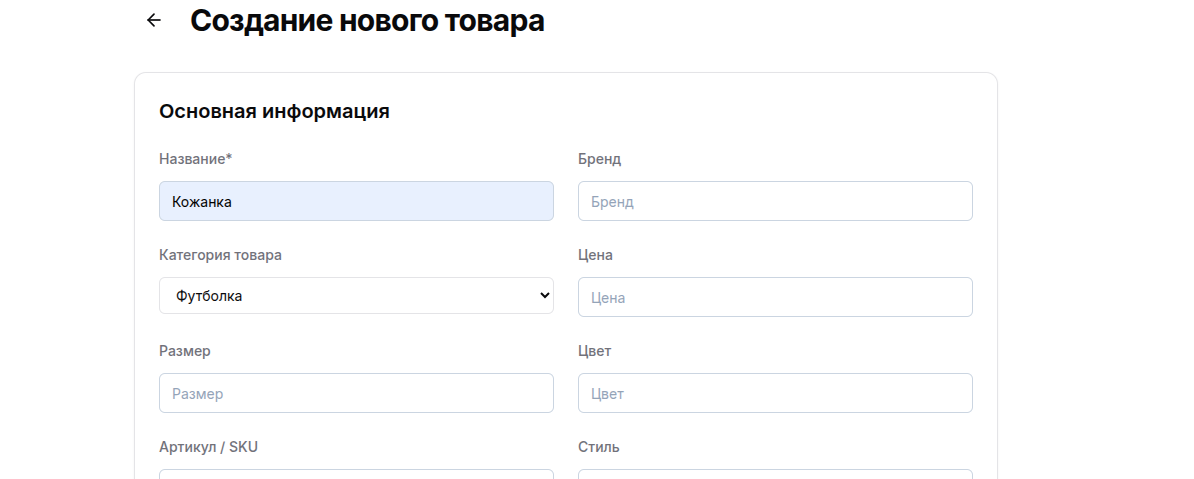 Создание нового товара
Основная информация
Название* Бренд
Кожанка Бренд
Категория товара Цена
Футболка Цена
Размер Цвет
Размер Цвет
Артикул / SKU Стиль